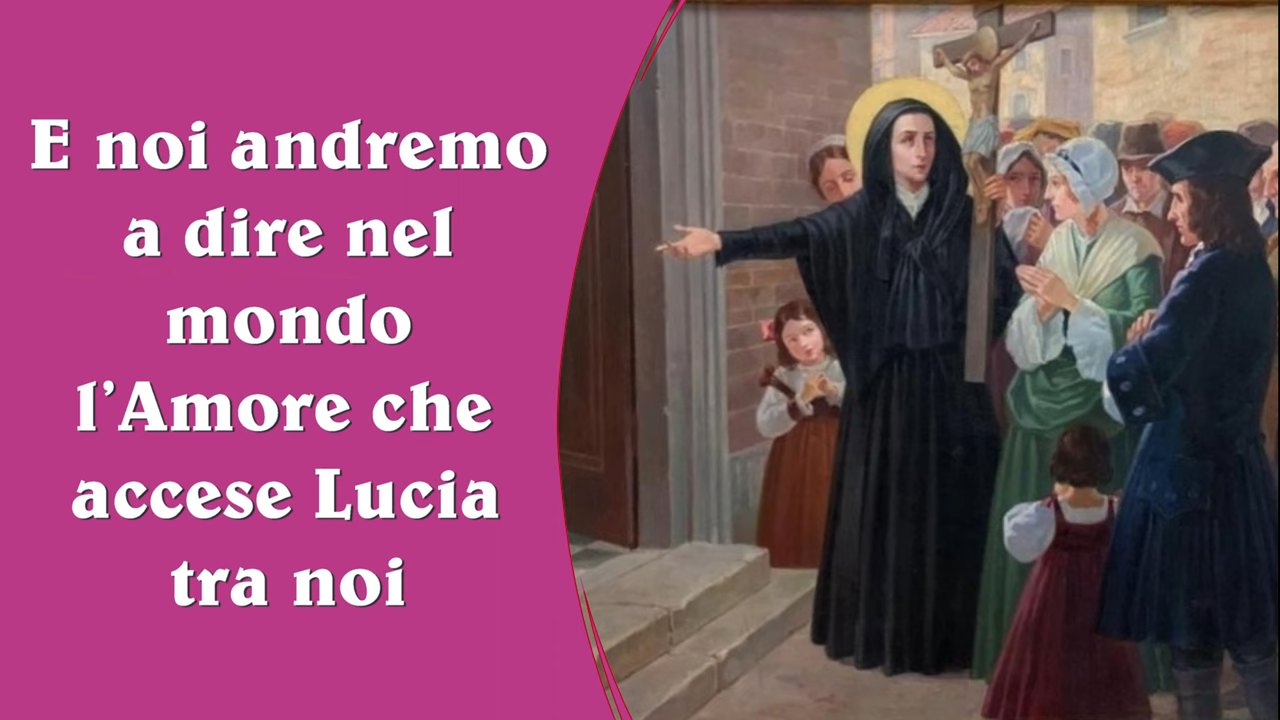 E noi andremo
a dire nel
mondo
l'Amore che
accese Lucia
tra noi